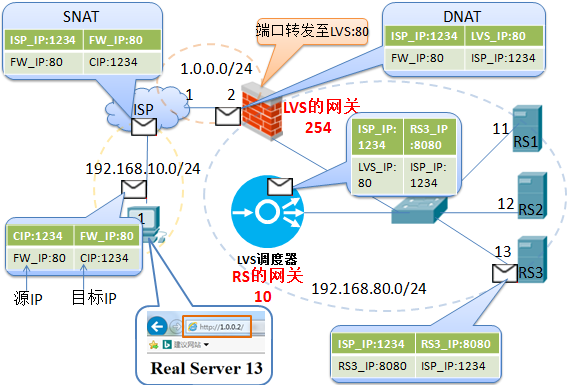 SNAT
ISP_IP:1234 FW_IP:80
FW_IP:80 CIP:1234
端口转发至LVS:80
DNAT
ISP_IP:1234 LVS_IP:80
FW_IP:80 ISP_IP:1234
1.0.0.0/24
1
2
ISP
LVS的网关
254
ISP_IP:1234 RS3_IP:8080
LVS_IP:80 ISP_IP:1234
11
RS1
192.168.10.0/24
1
12
RS2
CIP:1234 FW_IP:80
FW_IP:80 CIP:1234
源IP
目标IP
LVS调度器
RS的网关
10
13
RS3
192.168.80.0/24
http://1.0.0.2/
建议网站
Real Server 13
ISP_IP:1234 RS3_IP:8080
RS3_IP:8080 ISP_IP:1234